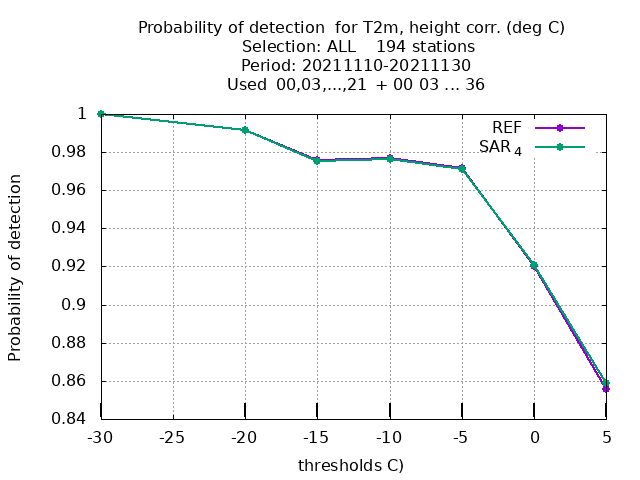 Probability of detection  for T2m, height corr. (deg C)
Selection: ALL    194 stations
Period: 20211110-20211130
Used  00,03,...,21  + 00 03 ... 36
REF
SAR 4
1
0.98
0.96
0.94
0.92
0.9
0.88
0.86
0.84
Probability of detection
-30 -25 -20 -15 -10 -5 0 5
thresholds C)